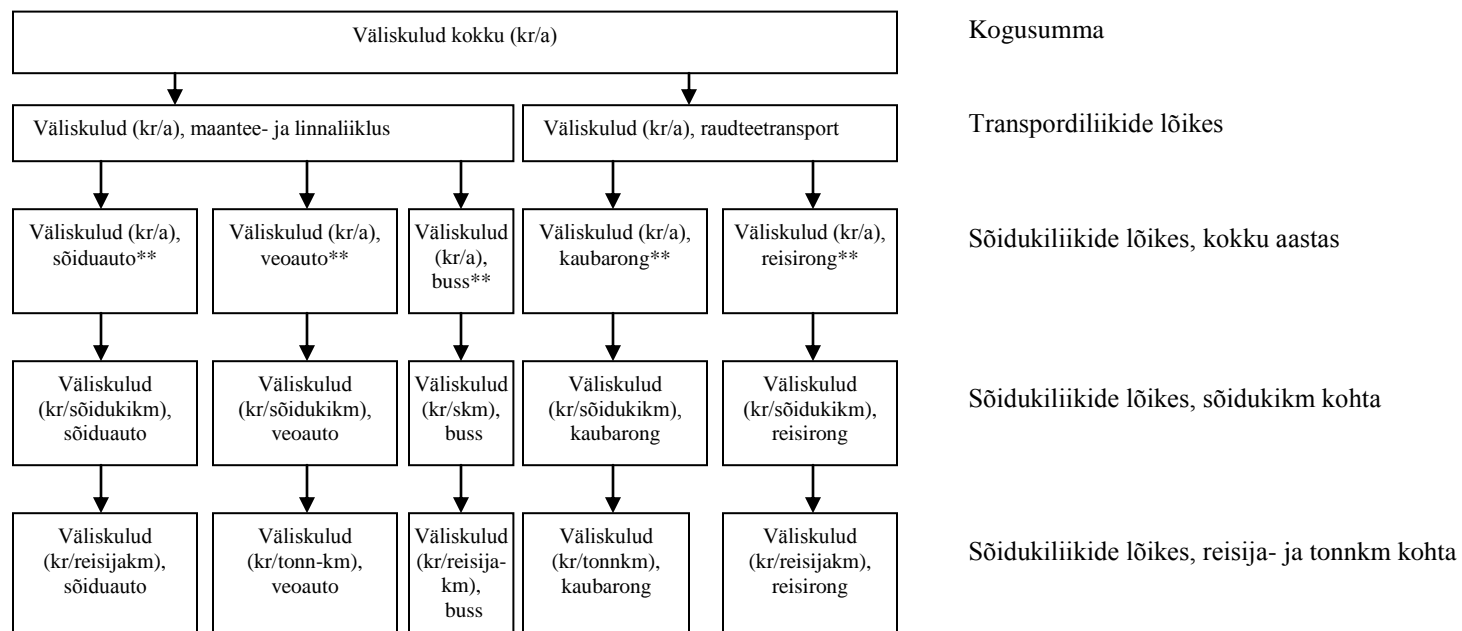 Väliskulud kokku (kr/a)
Kogusumma
Väliskulud (kr/a), maantee- ja linnaliiklus
Väliskulud (kr/a), raudteetransport
Transpordiliikide lõikes
Väliskulud (kr/a),
sõiduauto**
Väliskulud (kr/a),
veoauto**
Väliskulud
(kr/a),
buss**
Väliskulud (kr/a),
kaubarong**
Väliskulud (kr/a),
reisirong**
Sõidukiliikide lõikes, kokku aastas
Väliskulud
(kr/sõidukikm),
sõiduauto
Väliskulud
(kr/sõidukikm),
veoauto
Väliskulud
(kr/skm),
buss
Väliskulud
(kr/sõidukikm),
kaubarong
Väliskulud
(kr/sõidukikm),
reisirong
Sõidukiliikide lõikes, sõidukikm kohta
Väliskulud
(kr/reisijakm),
sõiduauto
Väliskulud
(kr/tonn-km),
veoauto
Väliskulud
(kr/reisija-
km),
buss
Väliskulud
(kr/tonnkm),
kaubarong
Väliskulud
(kr/reisijakm),
reisirong
Sõidukiliikide lõikes, reisija- ja tonnkm kohta